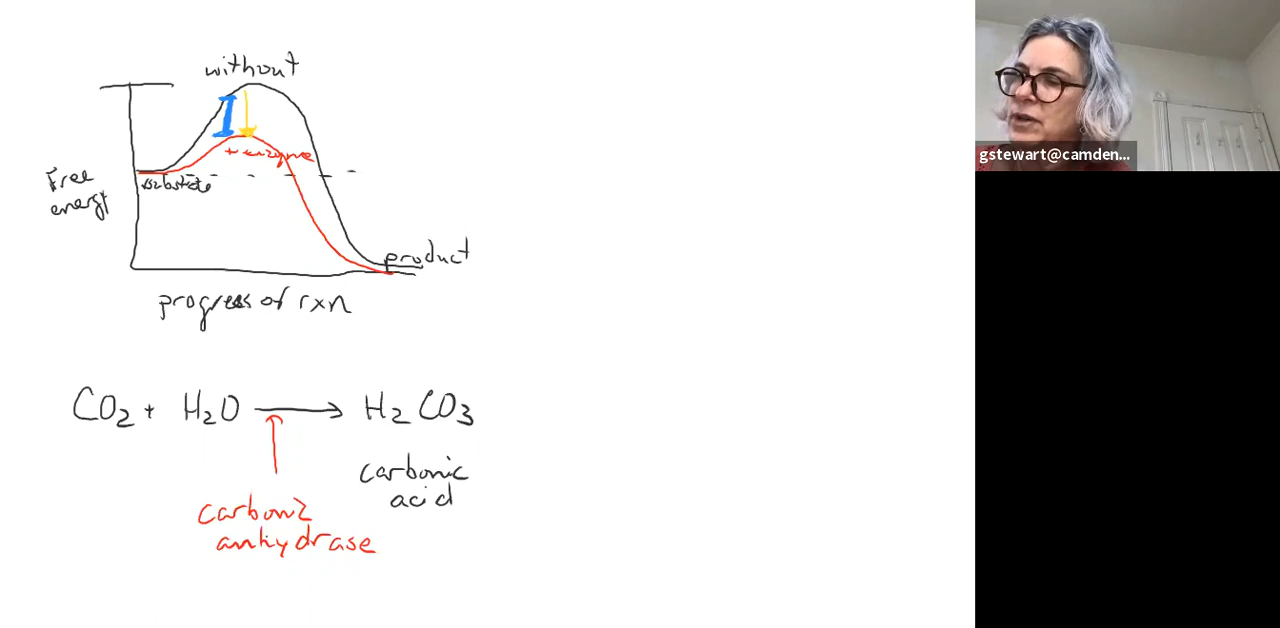 without
+ enzyme
substrate
Free
energy
product
progress of rxn
CO2 + H2O → H2CO3
carbonic
acid
carbonic
anhydrase
gstewart@camden...